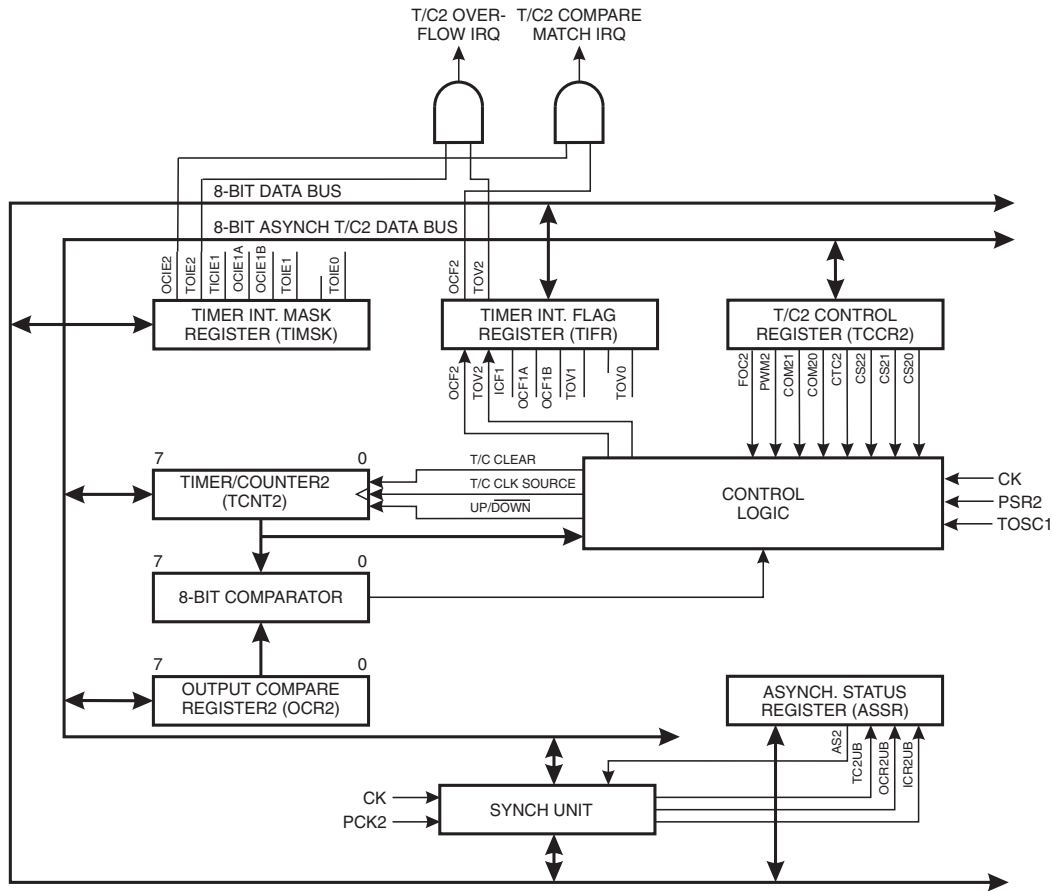 T/C2 OVER-
FLOW IRQ
T/C2 COMPARE
MATCH IRQ
8-BIT DATA BUS
8-BIT ASYNCH T/C2 DATA BUS
OCIE2
TOIE2
TICIE1
OCIE1A
OCIE1B
TOIE1
TOIE0
OCF2
TOV2
TIMER INT. MASK
REGISTER (TIMSK)
TIMER INT. FLAG
REGISTER (TIFR)
T/C2 CONTROL
REGISTER (TCCR2)
OCF2
TOV2
ICF1
OCF1A
OCF1B
TOV1
TOV0
FOC2
PWM2
COM21
COM20
CTC2
CS22
CS21
CS20
7 0
TIMER/COUNTER2
(TCNT2)
T/C CLEAR
T/C CLK SOURCE
UP/DOWN
CONTROL
LOGIC
CK
PSR2
TOSC1
7 0
8-BIT COMPARATOR
7 0
OUTPUT COMPARE
REGISTER2 (OCR2)
ASYNCH. STATUS
REGISTER (ASSR)
AS2
TC2UB
OCR2UB
ICR2UB
CK
PCK2
SYNCH UNIT